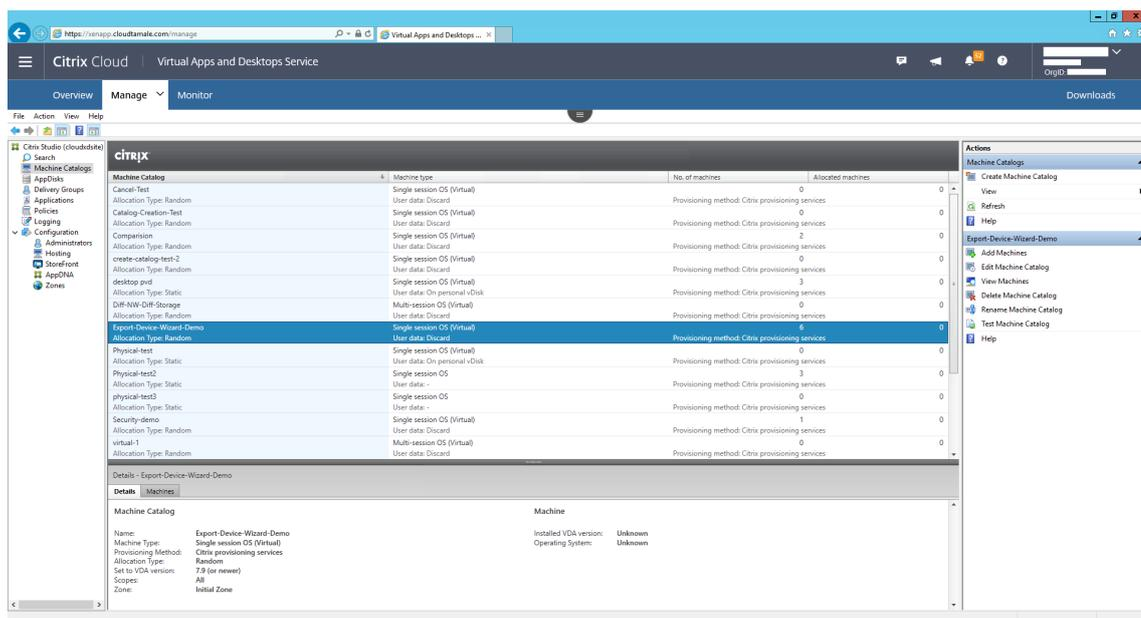 https://xenapp.cloudtamale.com/manage
Virtual Apps and Desktops ...
Citrix Cloud Virtual Apps and Desktops Service
OrgID:
Overview Manage Monitor Downloads
File Action View Help
Citrix Studio (cloudxdsite)
Search
Machine Catalogs
AppDisks
Delivery Groups
Applications
Policies
Logging
Configuration
Administrators
Hosting
StoreFront
AppDNA
Zones
CITRIX
Machine Catalog Machine type No. of machines Allocated machines
Cancel-Test Single session OS (Virtual) 0 0
Allocation Type: Random User data: Discard Provisioning method: Citrix provisioning services
Catalog-Creation-Test Single session OS (Virtual) 0 0
Allocation Type: Random User data: Discard Provisioning method: Citrix provisioning services
Comparision Single session OS (Virtual) 2 0
Allocation Type: Random User data: Discard Provisioning method: Citrix provisioning services
create-catalog-test-2 Single session OS (Virtual) 0 0
Allocation Type: Random User data: Discard Provisioning method: Citrix provisioning services
desktop pvd Single session OS (Virtual) 3 0
Allocation Type: Static User data: On personal vDisk Provisioning method: Citrix provisioning services
Diff-NW-Diff-Storage Multi-session OS (Virtual) 0 0
Allocation Type: Random User data: Discard Provisioning method: Citrix provisioning services
Export-Device-Wizard-Demo Single session OS (Virtual) 6 0
Allocation Type: Random User data: Discard Provisioning method: Citrix provisioning services
Physical-test Single session OS (Virtual) 0 0
Allocation Type: Static User data: On personal vDisk Provisioning method: Citrix provisioning services
Physical-test2 Single session OS 3 0
Allocation Type: Static User data: - Provisioning method: Citrix provisioning services
physical-test3 Single session OS 0 0
Allocation Type: Static User data: - Provisioning method: Citrix provisioning services
Security-demo Single session OS (Virtual) 1 0
Allocation Type: Random User data: Discard Provisioning method: Citrix provisioning services
virtual-1 Multi-session OS (Virtual) 0 0
Allocation Type: Random User data: Discard Provisioning method: Citrix provisioning services
Details - Export-Device-Wizard-Demo
Details Machines
Machine Catalog Machine
Name: Export-Device-Wizard-Demo Installed VDA version: Unknown
Machine Type: Single session OS (Virtual) Operating System: Unknown
Provisioning Method: Citrix provisioning services
Allocation Type: Random
Set to VDA version: 7.9 (or newer)
Scopes: All
Zone: Initial Zone
Actions
Machine Catalogs
Create Machine Catalog
View
Refresh
Help
Export-Device-Wizard-Demo
Add Machines
Edit Machine Catalog
View Machines
Delete Machine Catalog
Rename Machine Catalog
Test Machine Catalog
Help